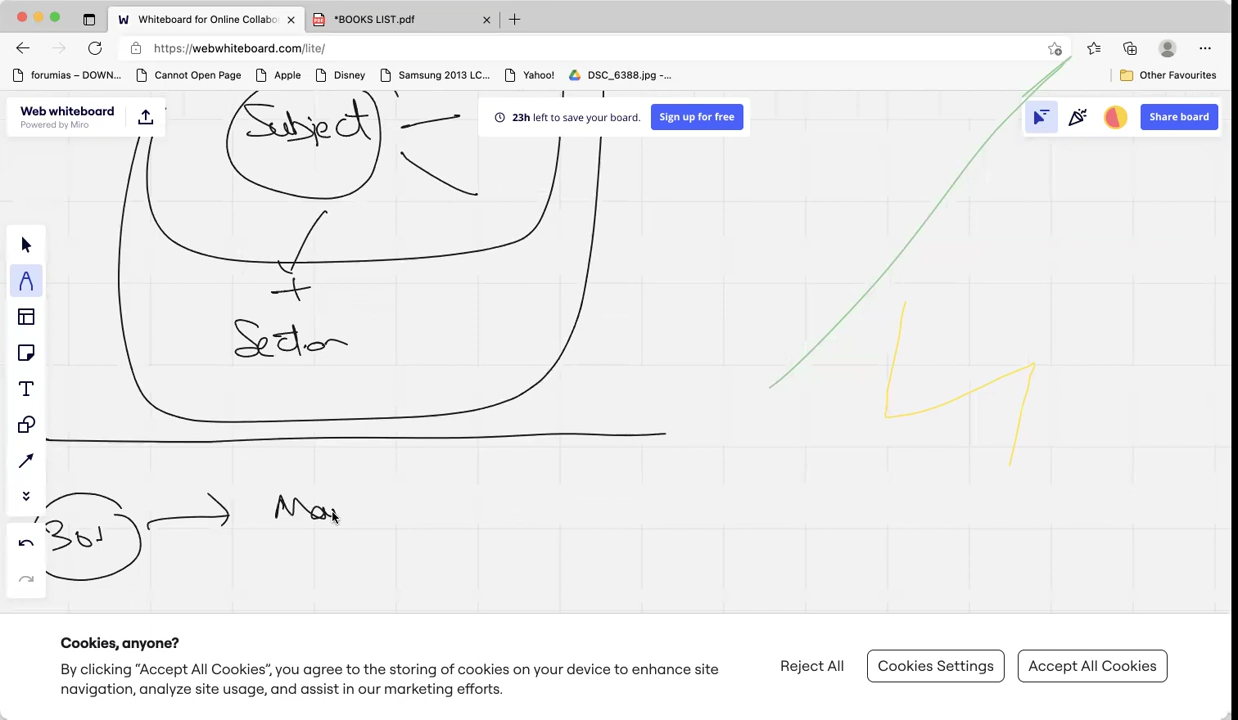 Whiteboard for Online Collabo
*BOOKS LIST.pdf
https://webwhiteboard.com/lite/
forumias – DOWN...
Cannot Open Page
Apple
Disney
Samsung 2013 LC...
Yahoo!
DSC_6388.jpg -...
Other Favourites
Web whiteboard
Powered by Miro
23h left to save your board.
Sign up for free
Share board
Subject
+
Section
301
Cookies, anyone?
By clicking “Accept All Cookies”, you agree to the storing of cookies on your device to enhance site
navigation, analyze site usage, and assist in our marketing efforts.
Reject All
Cookies Settings
Accept All Cookies